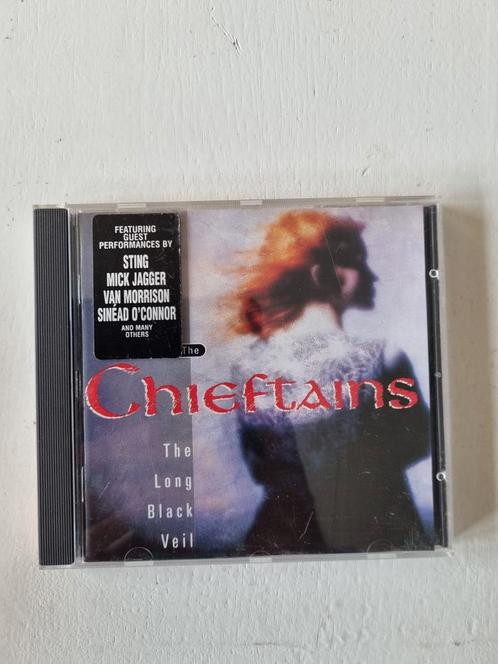 FEATURING
GUEST
PERFORMANCES BY
STING
MICK JAGGER
VAN MORRISON
SINÉAD O'CONNOR
AND MANY
OTHERS
The
Chieftains
The
Long
Black
Veil